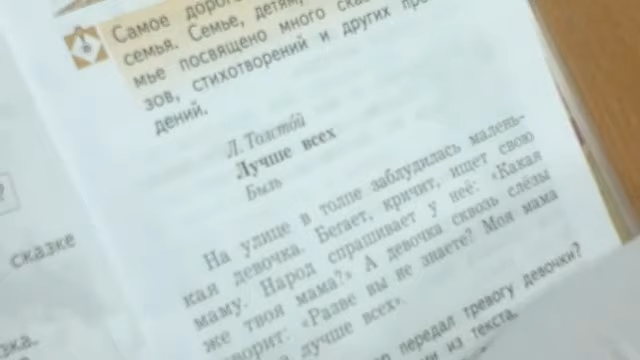 Самое дорого
семья. Семье, детям,
мье посвящено много ска
зов, стихотворений и других про
дений.
Л. Толстой
Лучше всех
Быль
На улице в толпе заблудилась малень-
кая девочка. Бегает, кричит, ищет свою
маму. Народ спрашивает у неё: «Какая
же твоя мама?» А девочка сквозь слёзы
говорит: «Разве вы не знаете? Моя мама
лучше всех».
передал тревогу девочки?
из текста.
?
сказке